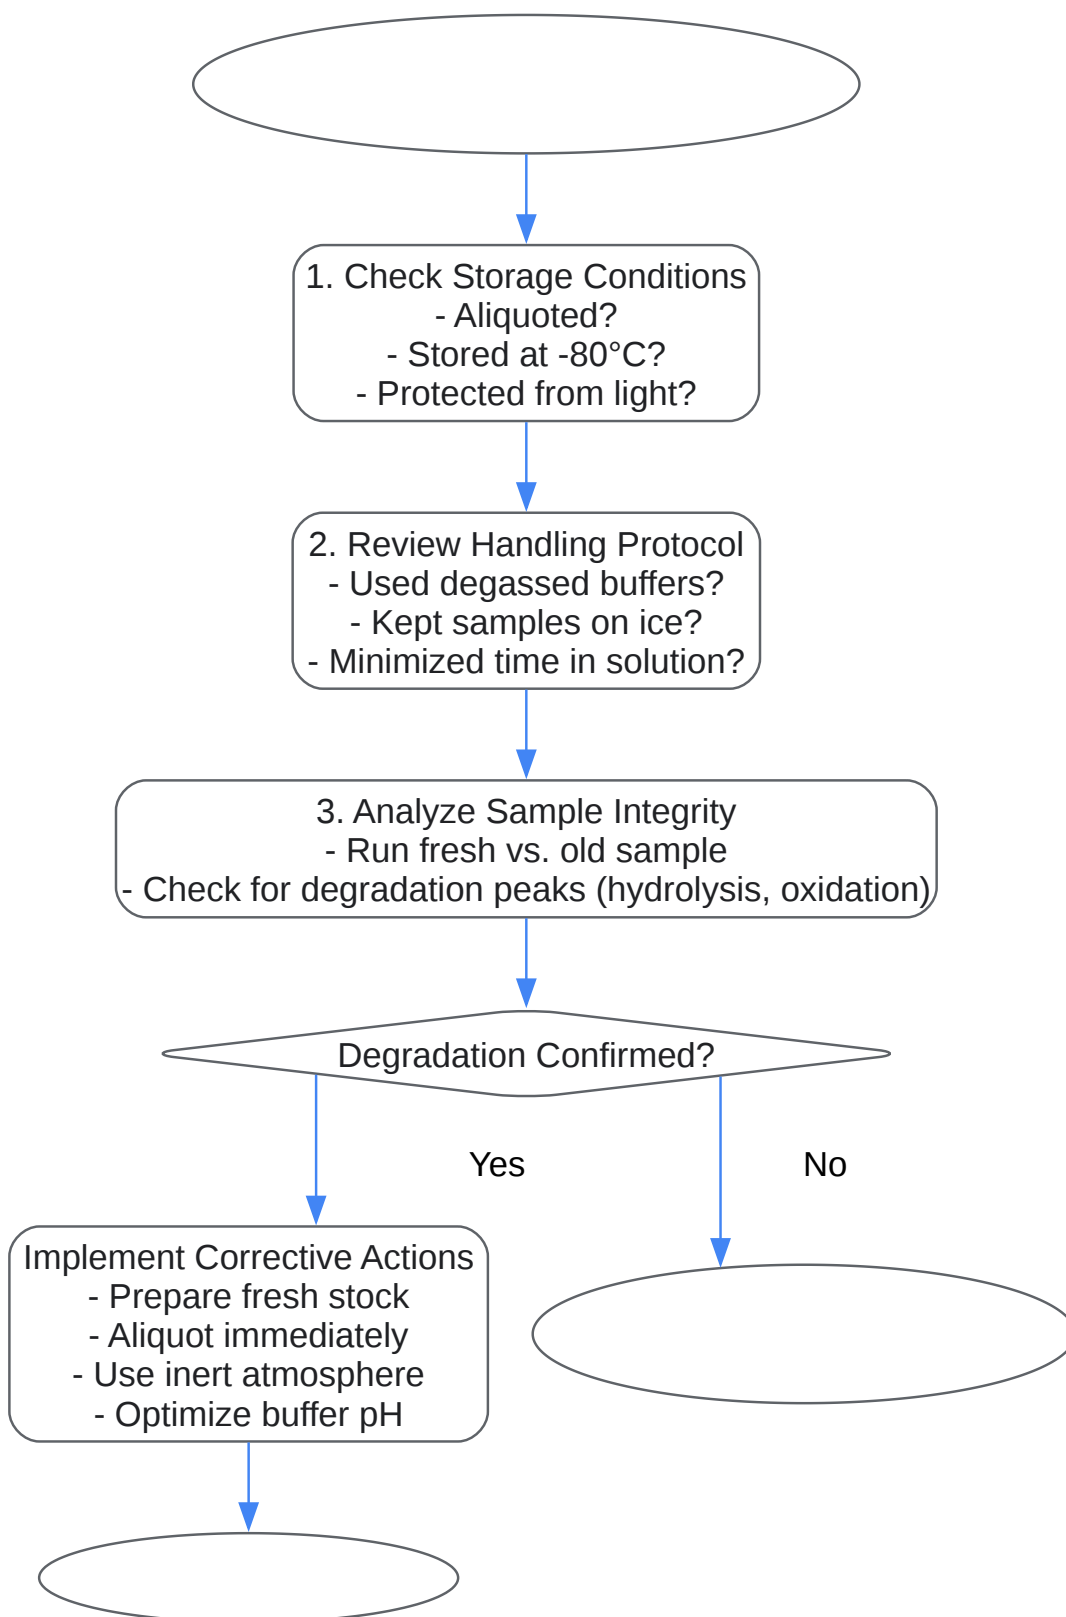 1. Check Storage Conditions
- Aliquoted?
- Stored at -80°C?
- Protected from light?
2. Review Handling Protocol
- Used degassed buffers?
- Kept samples on ice?
- Minimized time in solution?
3. Analyze Sample Integrity
- Run fresh vs. old sample
- Check for degradation peaks (hydrolysis, oxidation)
Degradation Confirmed?
Yes
No
Implement Corrective Actions
- Prepare fresh stock
- Aliquot immediately
- Use inert atmosphere
- Optimize buffer pH